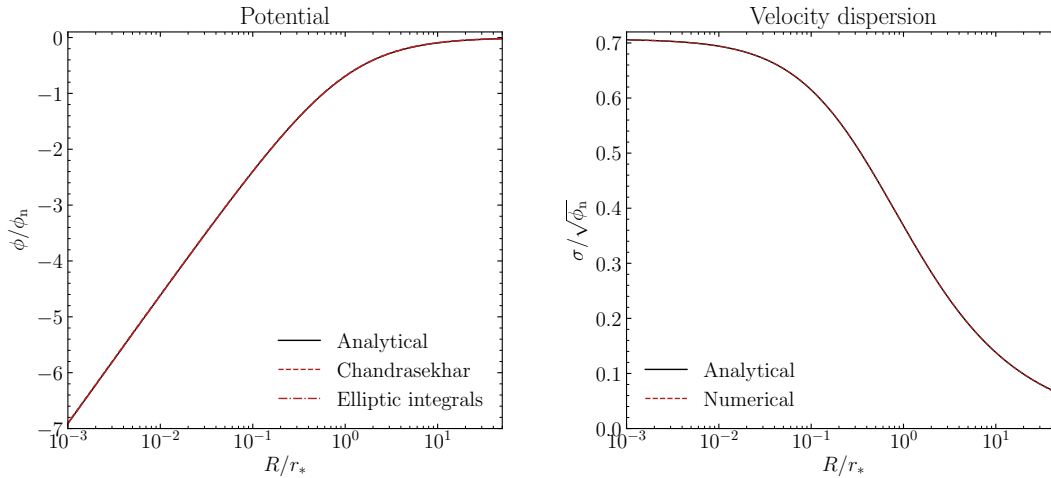 Potential
0
−1
−2
−3
−4
−5
−6
−7
ϕ/ϕₙ
Analytical
Chandrasekhar
Elliptic integrals
10⁻³ 10⁻² 10⁻¹ 10⁰ 10¹
R/r*
Velocity dispersion
0.7
0.6
0.5
0.4
0.3
0.2
0.1
0.0
σ/√ϕₙ
Analytical
Numerical
10⁻³ 10⁻² 10⁻¹ 10⁰ 10¹
R/r*